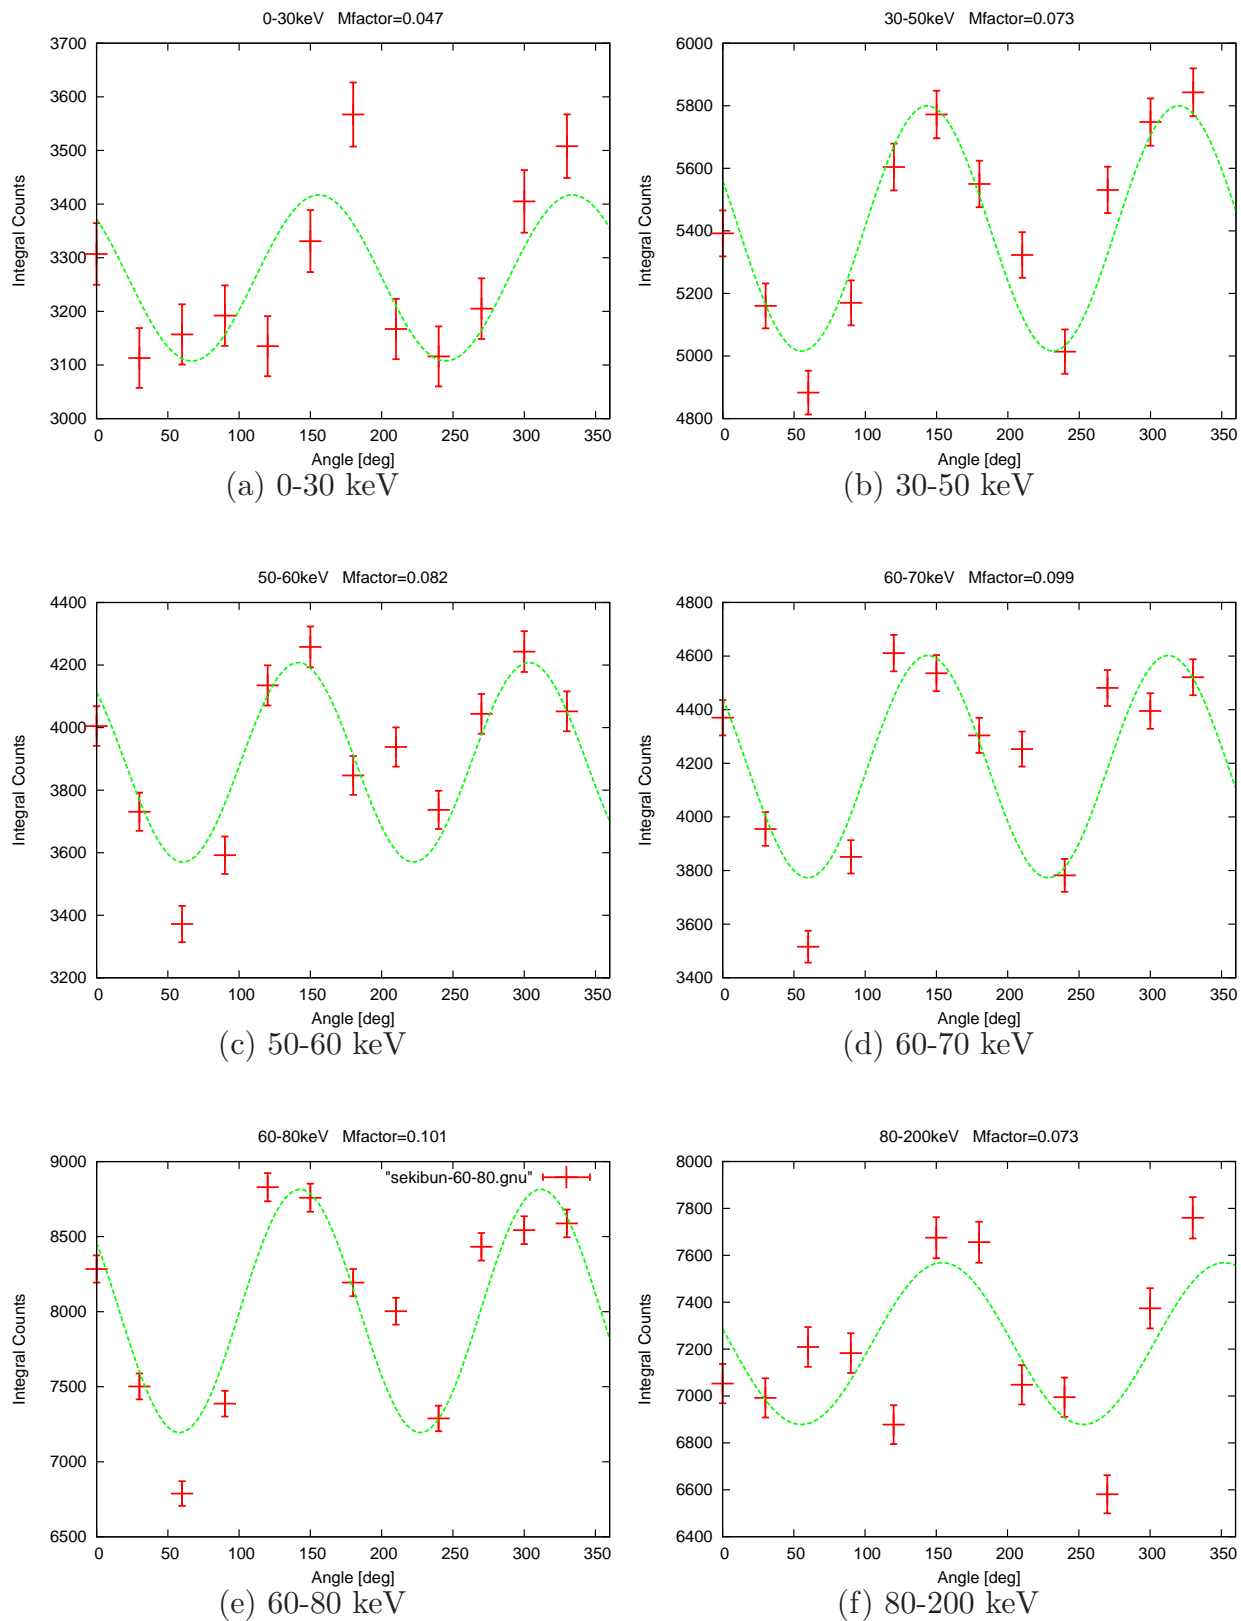 0-30keV   Mfactor=0.047
3700
3600
3500
3400
3300
3200
3100
3000
Integral Counts
0 50 100 150 200 250 300 350
Angle [deg]
(a) 0-30 keV
30-50keV   Mfactor=0.073
6000
5800
5600
5400
5200
5000
4800
Integral Counts
0 50 100 150 200 250 300 350
Angle [deg]
(b) 30-50 keV
50-60keV   Mfactor=0.082
4400
4200
4000
3800
3600
3400
3200
Integral Counts
0 50 100 150 200 250 300 350
Angle [deg]
(c) 50-60 keV
60-70keV   Mfactor=0.099
4800
4600
4400
4200
4000
3800
3600
3400
Integral Counts
0 50 100 150 200 250 300 350
Angle [deg]
(d) 60-70 keV
60-80keV   Mfactor=0.101
"sekibun-60-80.gnu"
9000
8500
8000
7500
7000
6500
Integral Counts
0 50 100 150 200 250 300 350
Angle [deg]
(e) 60-80 keV
80-200keV   Mfactor=0.073
8000
7800
7600
7400
7200
7000
6800
6600
6400
Integral Counts
0 50 100 150 200 250 300 350
Angle [deg]
(f) 80-200 keV